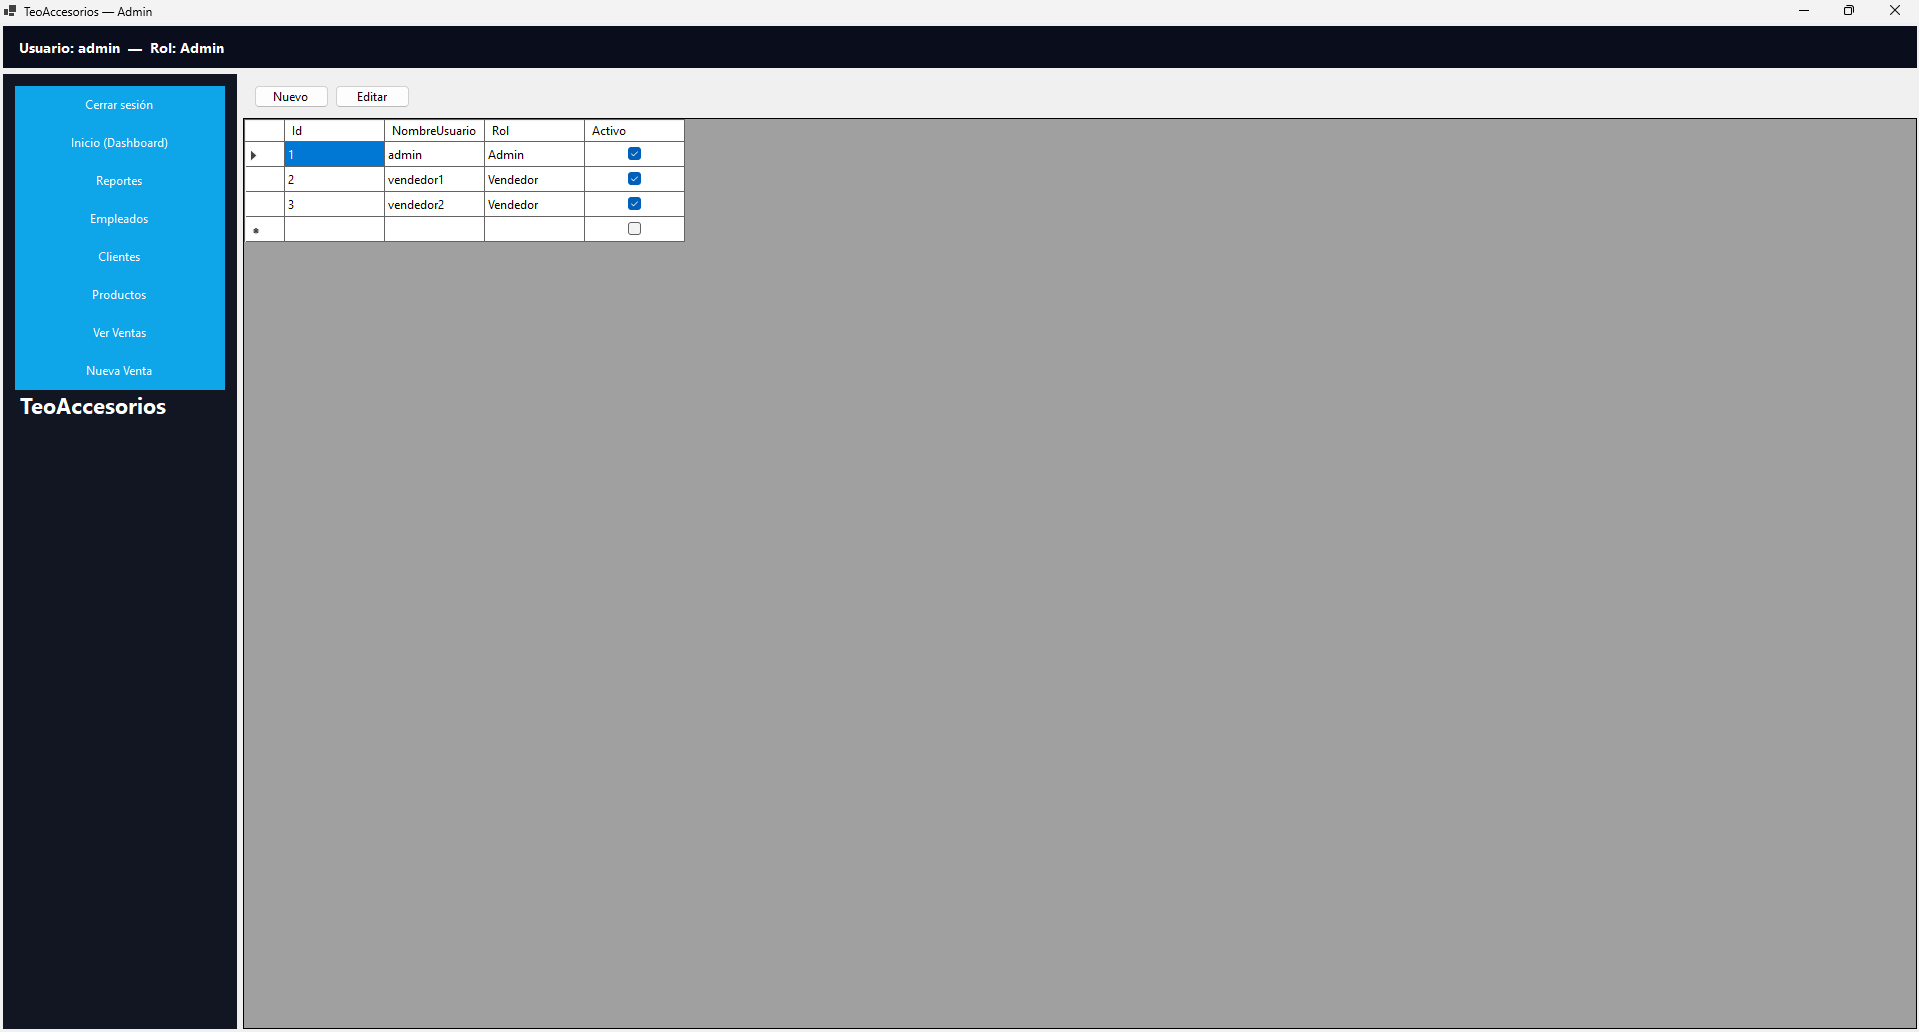 TeoAccesorios — Admin
Usuario: admin — Rol: Admin
Cerrar sesión
Inicio (Dashboard)
Reportes
Empleados
Clientes
Productos
Ver Ventas
Nueva Venta
TeoAccesorios
Nuevo Editar
Id NombreUsuario Rol Activo
1 admin Admin
2 vendedor1 Vendedor
3 vendedor2 Vendedor